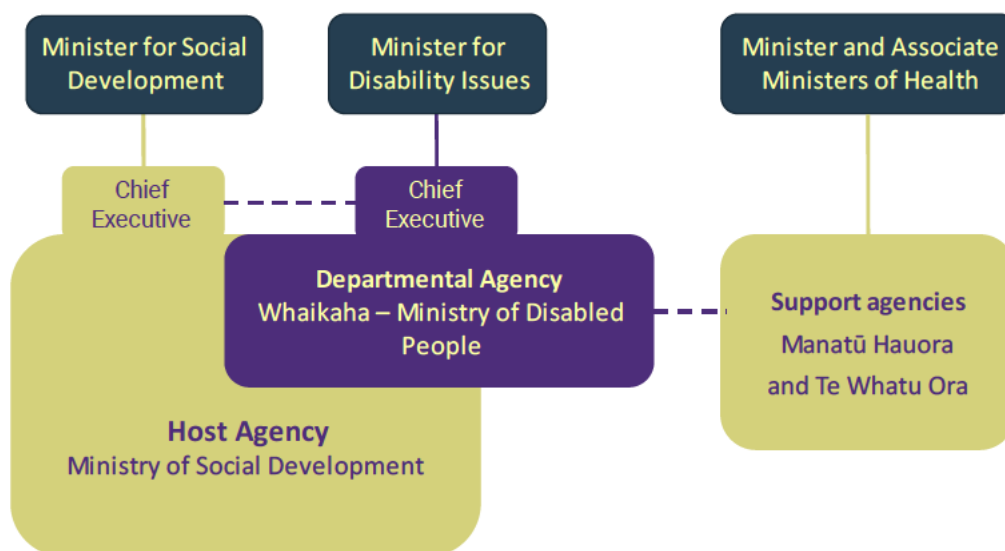 Minister for Social
Development
Minister for
Disability Issues
Minister and Associate
Ministers of Health
Chief
Executive
Chief
Executive
Departmental Agency
Whaikaha – Ministry of Disabled
People
Support agencies
Manatū Hauora
and Te Whatu Ora
Host Agency
Ministry of Social Development